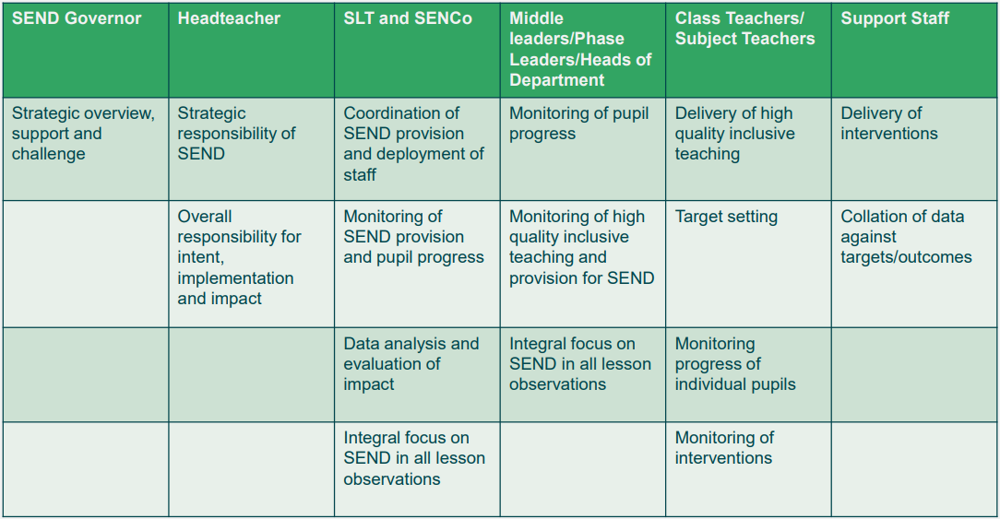 SEND Governor
Headteacher
SLT and SENCo
Middle
leaders/Phase
Leaders/Heads of
Department
Class Teachers/
Subject Teachers
Support Staff
Strategic overview,
support and
challenge
Strategic
responsibility of
SEND
Coordination of
SEND provision
and deployment of
staff
Monitoring of pupil
progress
Delivery of high
quality inclusive
teaching
Delivery of
interventions
Overall
responsibility for
intent,
implementation
and impact
Monitoring of
SEND provision
and pupil progress
Monitoring of high
quality inclusive
teaching and
provision for SEND
Target setting
Collation of data
against
targets/outcomes
Data analysis and
evaluation of
impact
Integral focus on
SEND in all lesson
observations
Monitoring
progress of
individual pupils
Integral focus on
SEND in all lesson
observations
Monitoring of
interventions